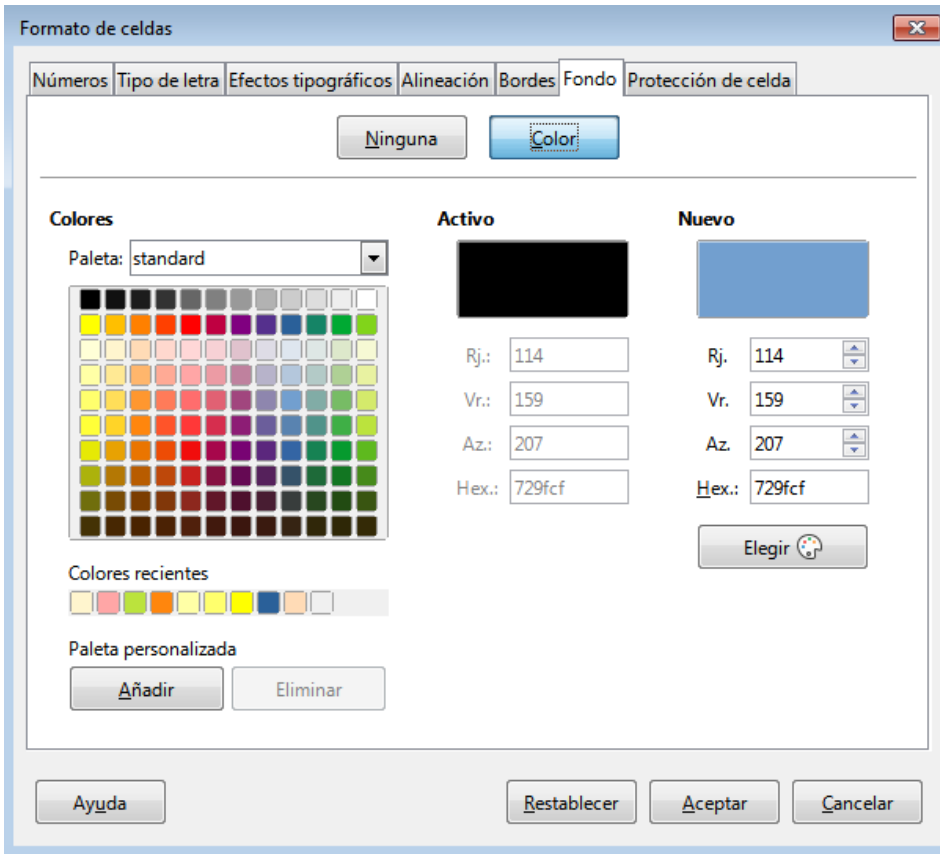 Formato de celdas
Números Tipo de letra Efectos tipográficos Alineación Bordes Fondo Protección de celda
Ninguna Color
Colores Activo Nuevo
Paleta: standard
Rj.: 114 Rj. 114
Vr.: 159 Vr. 159
Az.: 207 Az. 207
Hex.: 729fcf Hex.: 729fcf
Elegir
Colores recientes
Paleta personalizada
Añadir Eliminar
Ayuda Restablecer Aceptar Cancelar